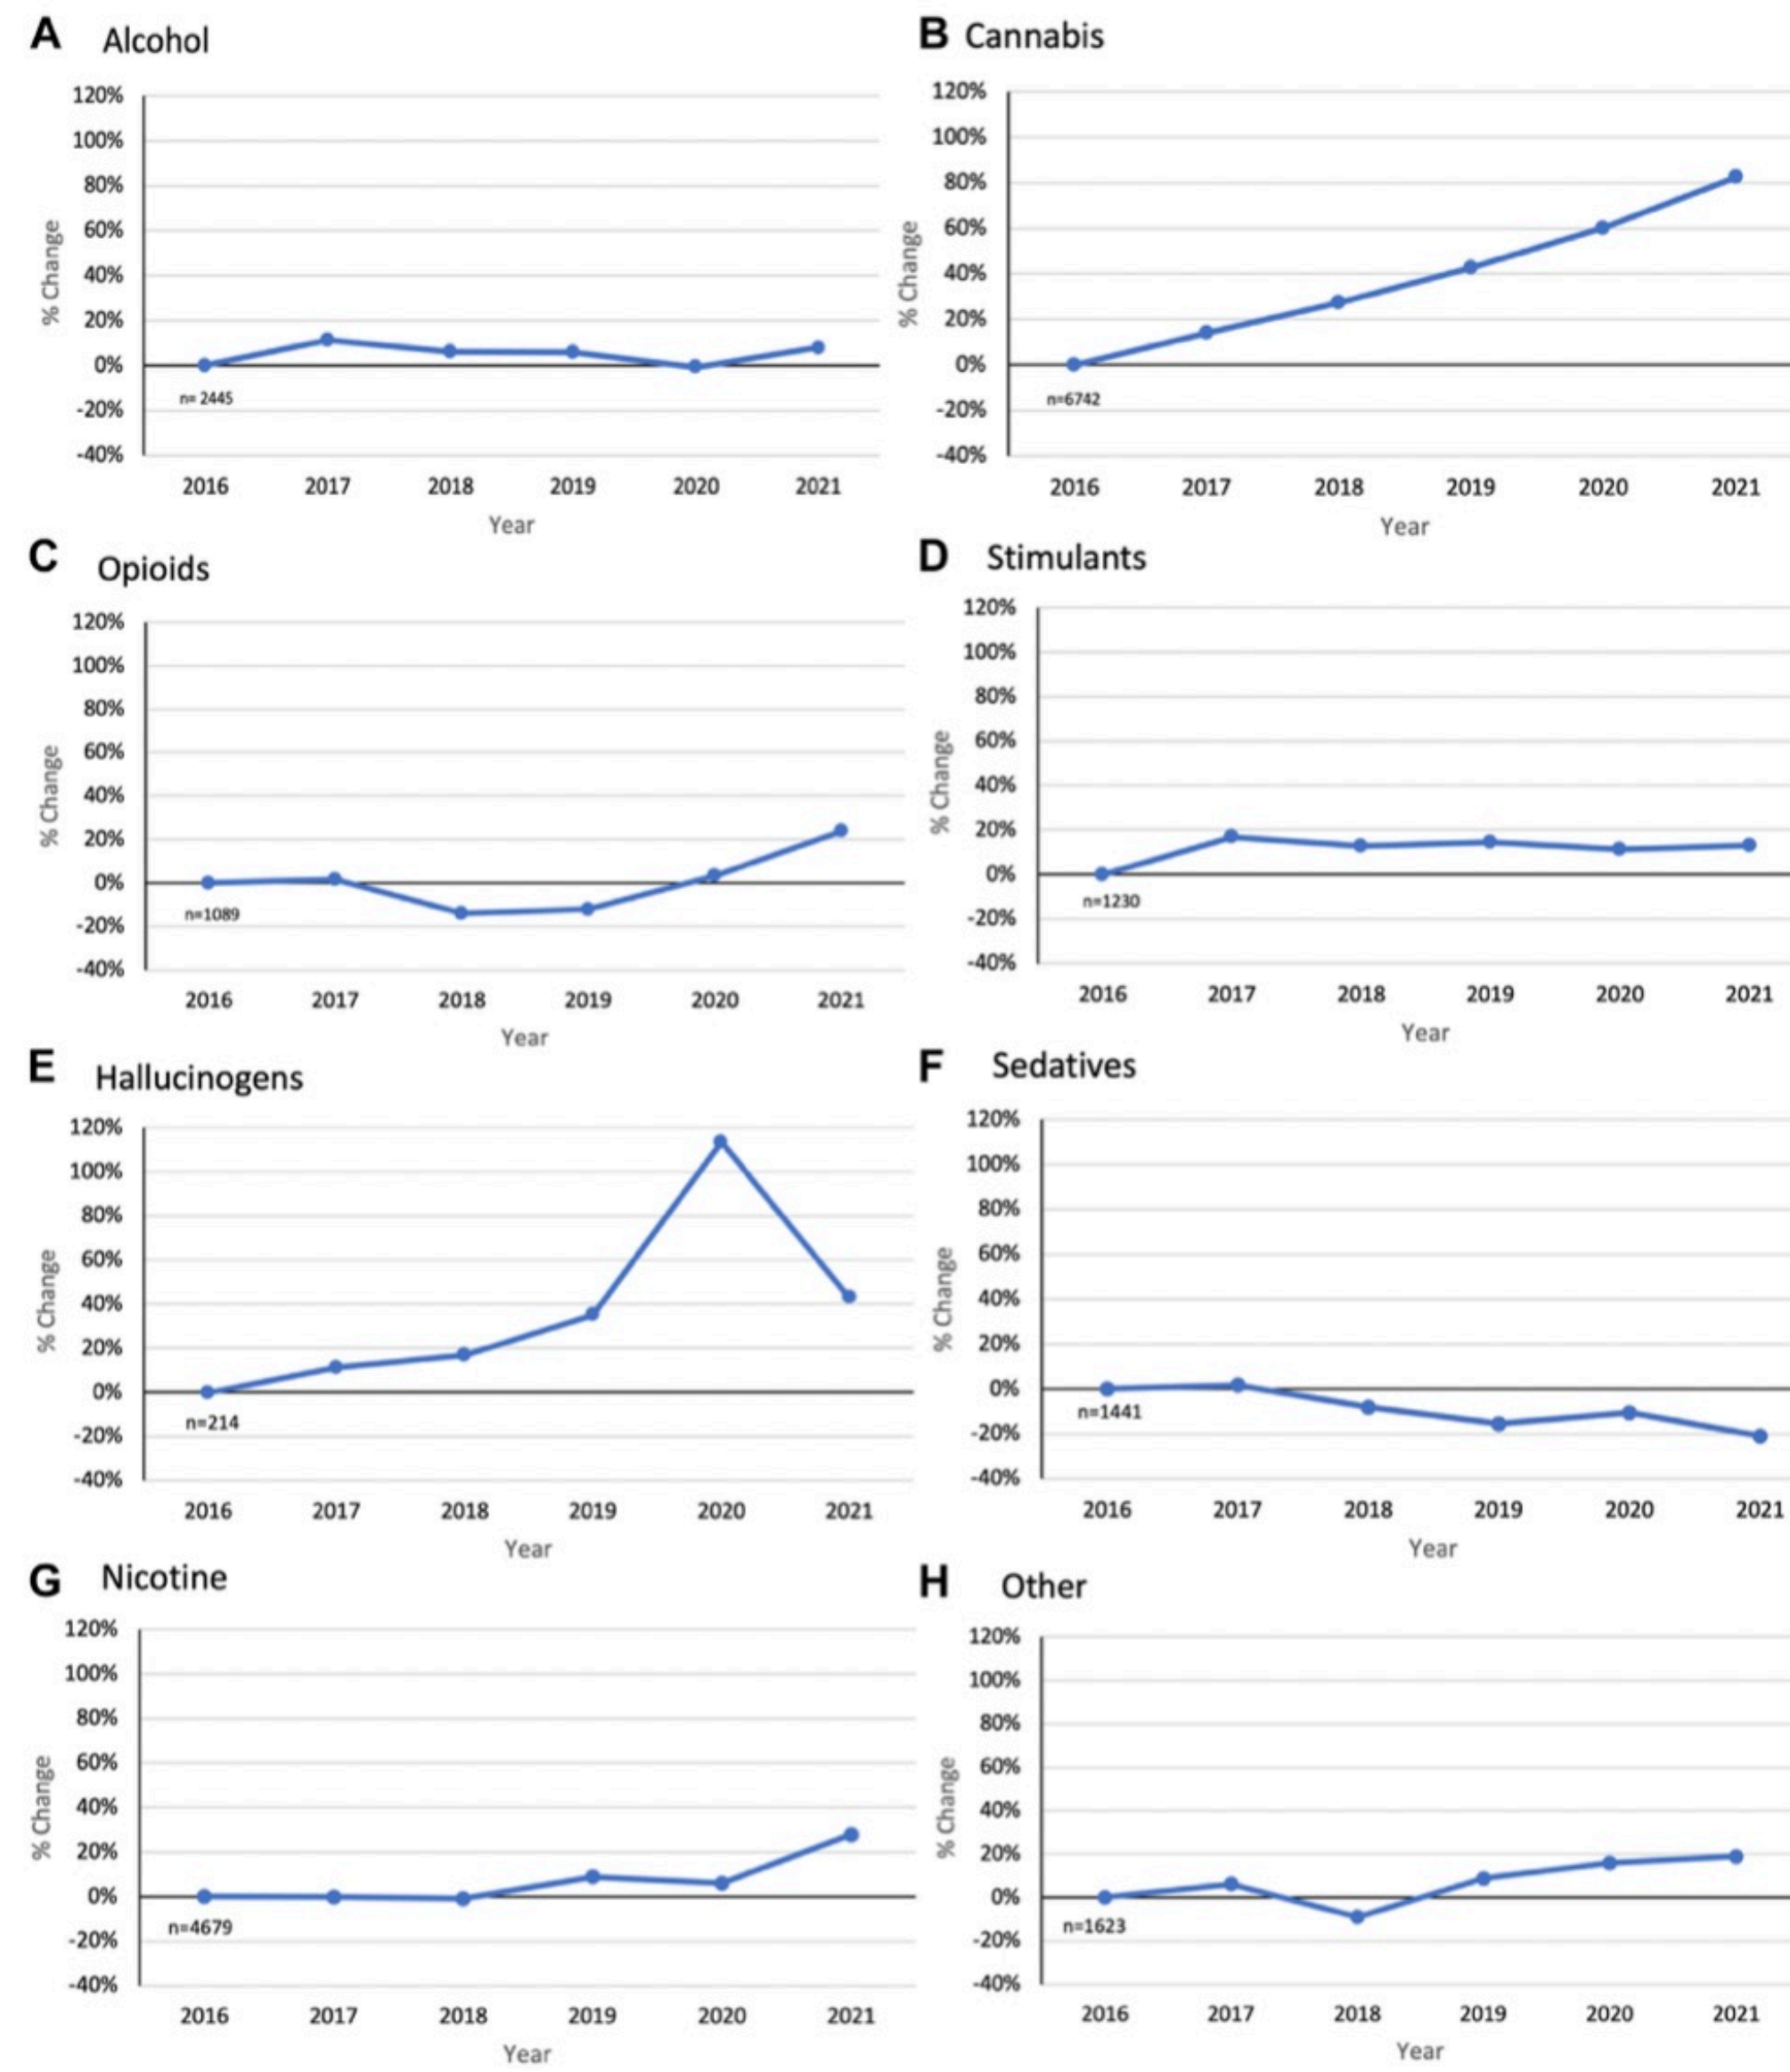 A Alcohol
120%
100%
80%
60%
40%
20%
0%
-20%
-40%
% Change
n= 2445
2016 2017 2018 2019 2020 2021
Year
B Cannabis
120%
100%
80%
60%
40%
20%
0%
-20%
-40%
% Change
n=6742
2016 2017 2018 2019 2020 2021
Year
C Opioids
120%
100%
80%
60%
40%
20%
0%
-20%
-40%
% Change
n=1089
2016 2017 2018 2019 2020 2021
Year
D Stimulants
120%
100%
80%
60%
40%
20%
0%
-20%
-40%
% Change
n=1230
2016 2017 2018 2019 2020 2021
Year
E Hallucinogens
120%
100%
80%
60%
40%
20%
0%
-20%
-40%
% Change
n=214
2016 2017 2018 2019 2020 2021
Year
F Sedatives
120%
100%
80%
60%
40%
20%
0%
-20%
-40%
% Change
n=1441
2016 2017 2018 2019 2020 2021
Year
G Nicotine
120%
100%
80%
60%
40%
20%
0%
-20%
-40%
% Change
n=4679
2016 2017 2018 2019 2020 2021
Year
H Other
120%
100%
80%
60%
40%
20%
0%
-20%
-40%
% Change
n=1623
2016 2017 2018 2019 2020 2021
Year